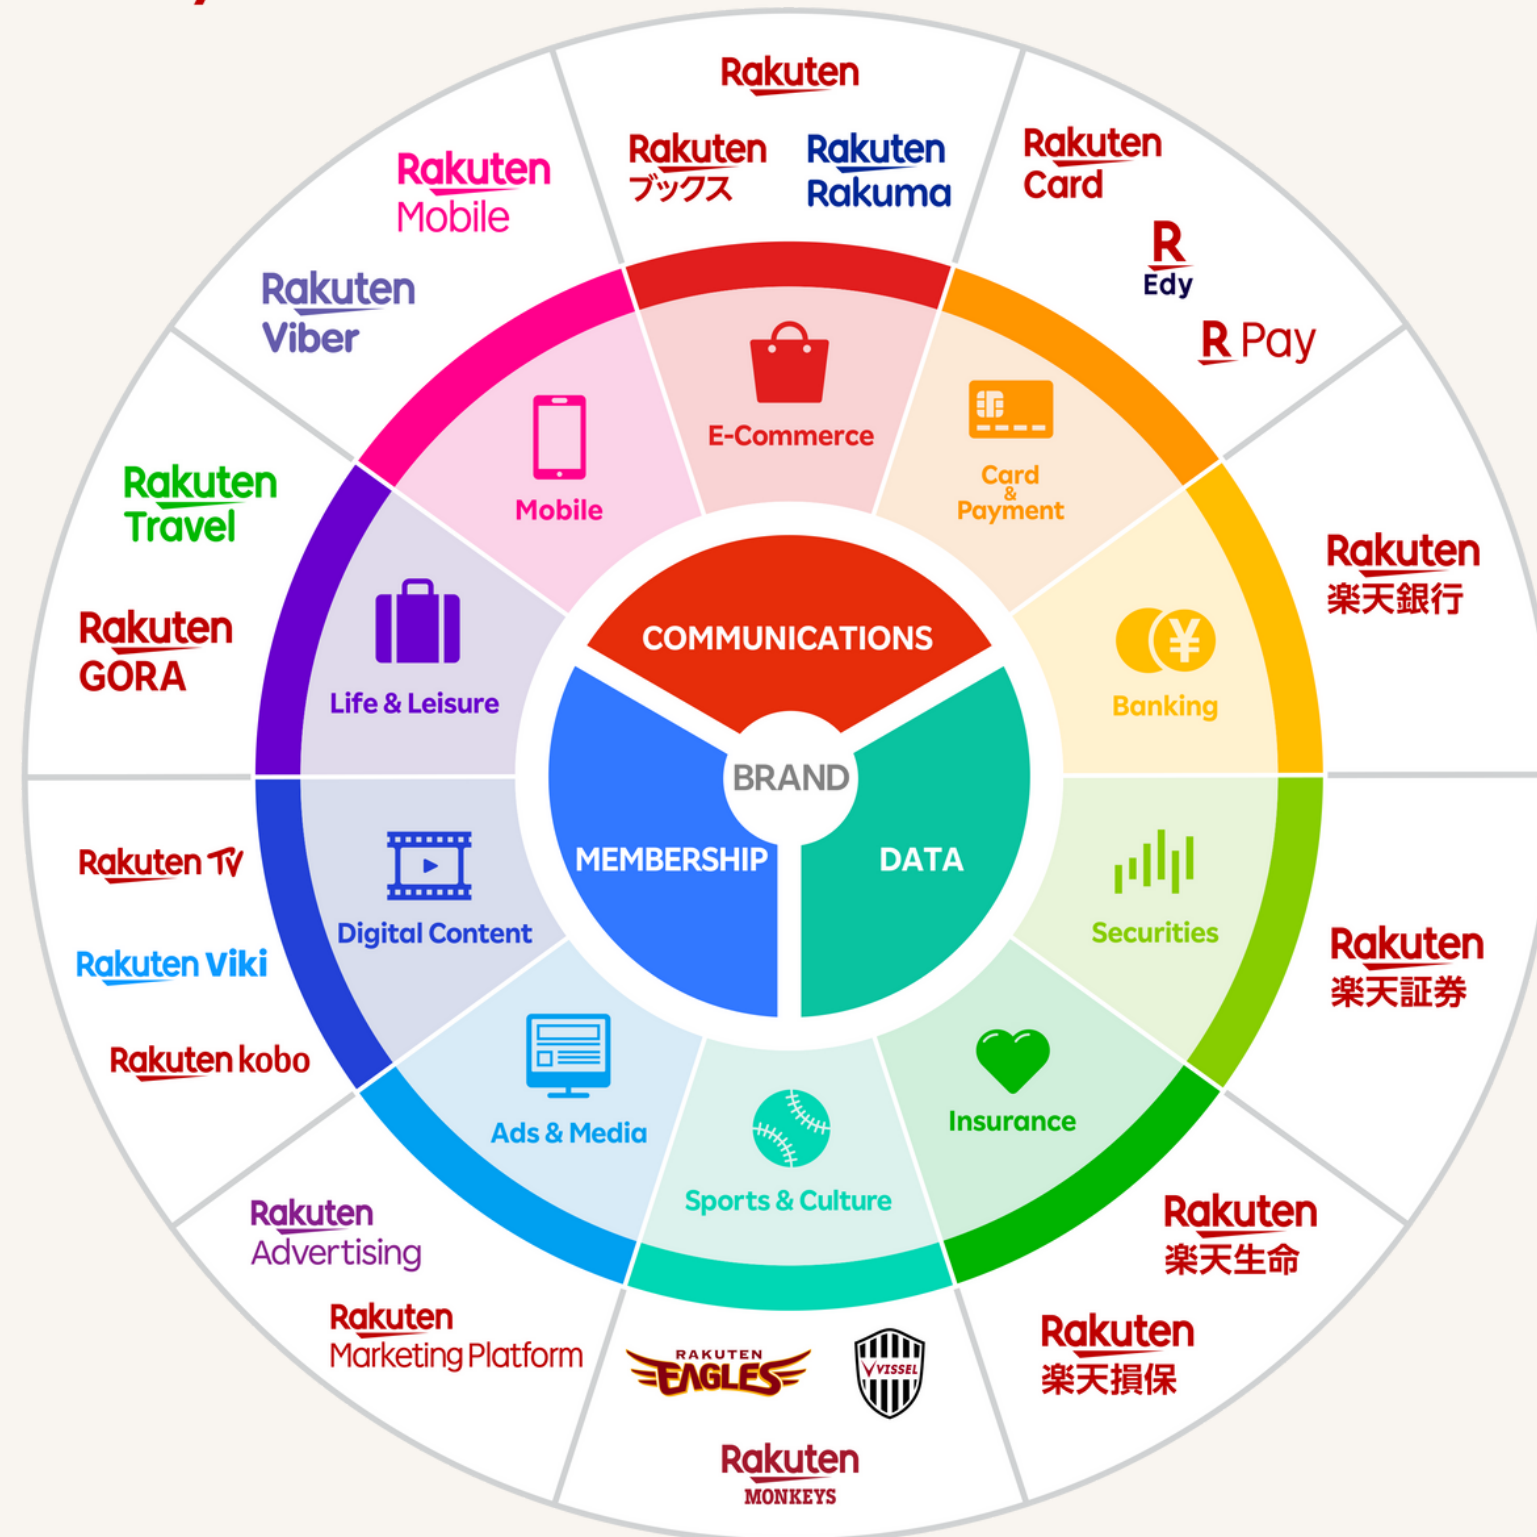 Rakuten
Rakuten
ブックス
Rakuten
Rakuma
Rakuten
Card
R
Edy
R Pay
Rakuten
楽天銀行
Rakuten
楽天証券
Rakuten
楽天生命
Rakuten
楽天損保
RAKUTEN
EAGLES
VISSEL
Rakuten
MONKEYS
Rakuten
Advertising
Rakuten
Marketing Platform
Rakuten TV
Rakuten Viki
Rakuten kobo
Rakuten
Travel
Rakuten
GORA
Rakuten
Mobile
Rakuten
Viber
E-Commerce
Card
&
Payment
¥
Banking
Securities
Insurance
Sports & Culture
Ads & Media
Digital Content
Life & Leisure
Mobile
COMMUNICATIONS
BRAND
MEMBERSHIP
DATA